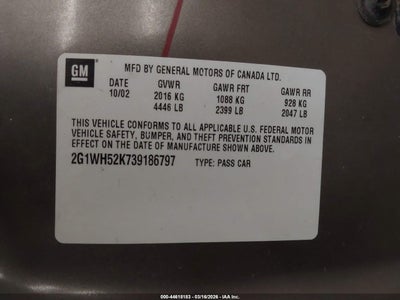 GM
MFD BY GENERAL MOTORS OF CANADA LTD.
DATE GVWR GAWR FRT GAWR RR
10/02 2016 KG 1088 KG 928 KG
4446 LB 2399 LB 2047 LB
THIS VEHICLE CONFORMS TO ALL APPLICABLE U.S. FEDERAL MOTOR
VEHICLE SAFETY, BUMPER, AND THEFT PREVENTION STANDARDS IN
EFFECT ON THE DATE OF MANUFACTURE SHOWN ABOVE.
2G1WH52K739186797 TYPE: PASS CAR
000-44618183 - 03/16/2026 - IAA Inc.